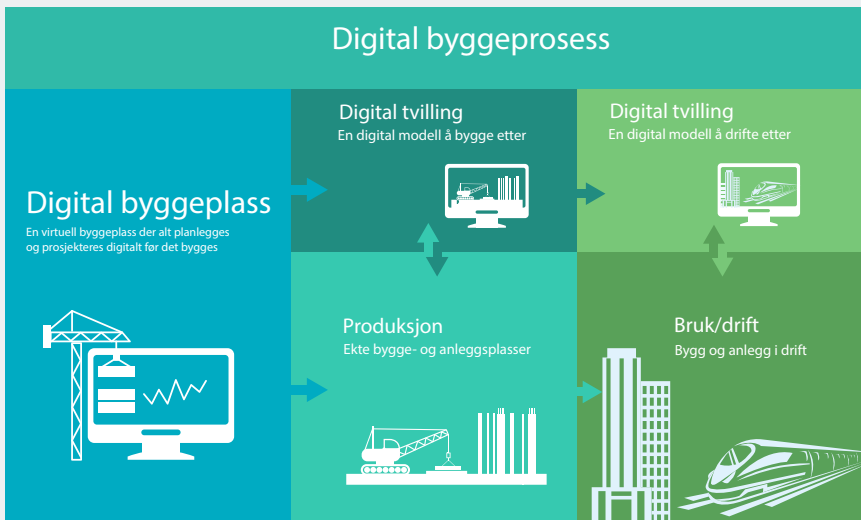 Digital byggeprosess
Digital byggeplass
En virtuell byggeplass der alt planlegges
og prosjekteres digitalt før det bygges
Digital tvilling
En digital modell å bygge etter
Digital tvilling
En digital modell å drifte etter
Produksjon
Ekte bygge- og anleggsplasser
Bruk/drift
Bygg og anlegg i drift